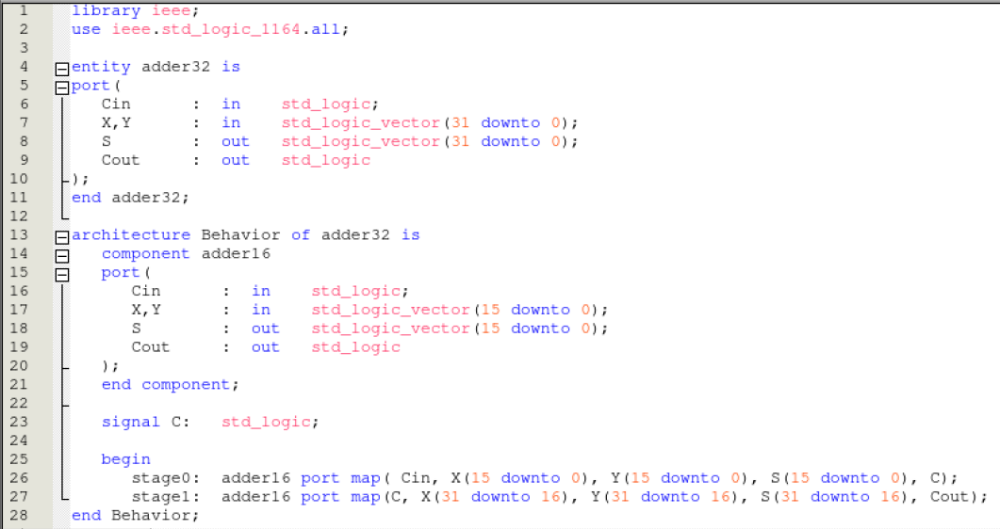 1 library ieee;
2 use ieee.std_logic_1164.all;
3
4 entity adder32 is
5 port(
6 Cin : in std_logic;
7 X,Y : in std_logic_vector(31 downto 0);
8 S : out std_logic_vector(31 downto 0);
9 Cout : out std_logic
10 );
11 end adder32;
12
13 architecture Behavior of adder32 is
14 component adder16
15 port(
16 Cin : in std_logic;
17 X,Y : in std_logic_vector(15 downto 0);
18 S : out std_logic_vector(15 downto 0);
19 Cout : out std_logic
20 );
21 end component;
22
23 signal C: std_logic;
24
25 begin
26 stage0: adder16 port map( Cin, X(15 downto 0), Y(15 downto 0), S(15 downto 0), C);
27 stage1: adder16 port map(C, X(31 downto 16), Y(31 downto 16), S(31 downto 16), Cout);
28 end Behavior;